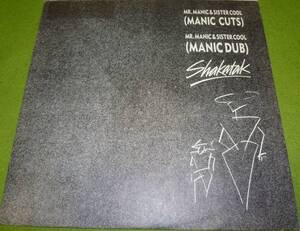 MR. MANIC & SISTER COOL
(MANIC CUTS)
MR. MANIC & SISTER COOL
(MANIC DUB)
Shakatak